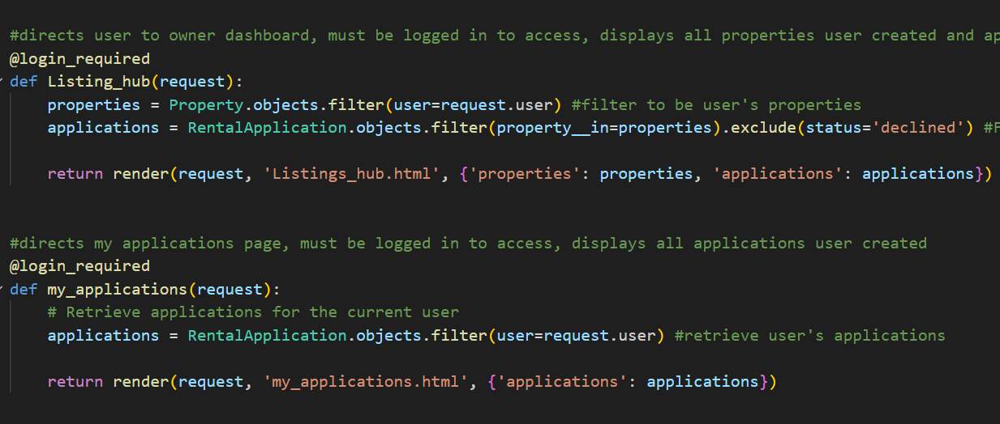 #directs user to owner dashboard, must be logged in to access, displays all properties user created and
@login_required
def Listing_hub(request):
    properties = Property.objects.filter(user=request.user) #filter to be user's properties
    applications = RentalApplication.objects.filter(property__in=properties).exclude(status='declined') #
    return render(request, 'Listings_hub.html', {'properties': properties, 'applications': applications})
#directs my applications page, must be logged in to access, displays all applications user created
@login_required
def my_applications(request):
    # Retrieve applications for the current user
    applications = RentalApplication.objects.filter(user=request.user) #retrieve user's applications
    return render(request, 'my_applications.html', {'applications': applications})